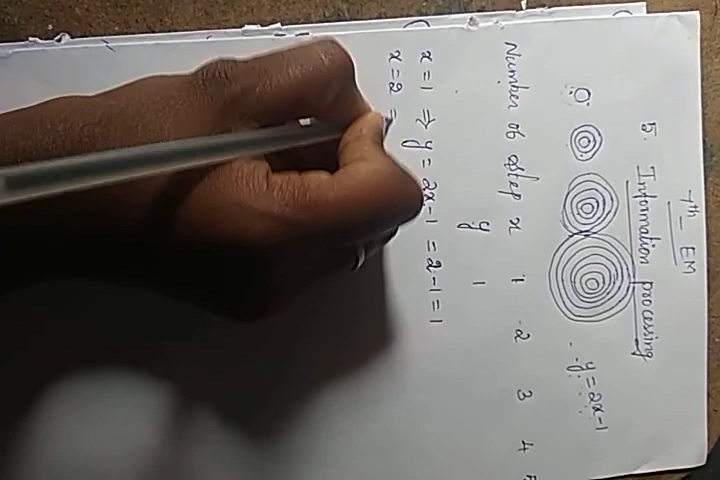 7th - EM
5. Information processing
y = 2x-1
Number of step x 1 2 3 4
y 1
x=1 ⇒ y = 2x-1 = 2-1 = 1
x=2 =